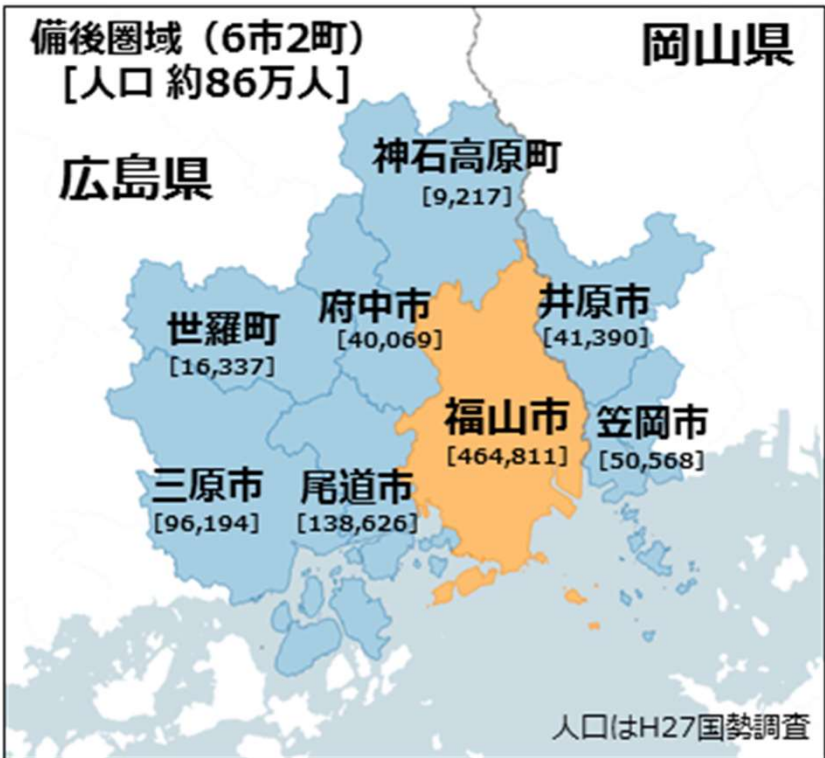 備後圏域（6市2町）
[人口 約86万人]
岡山県
広島県
神石高原町
[9,217]
世羅町
[16,337]
府中市
[40,069]
井原市
[41,390]
福山市
[464,811]
笠岡市
[50,568]
三原市
[96,194]
尾道市
[138,626]
人口はH27国勢調査